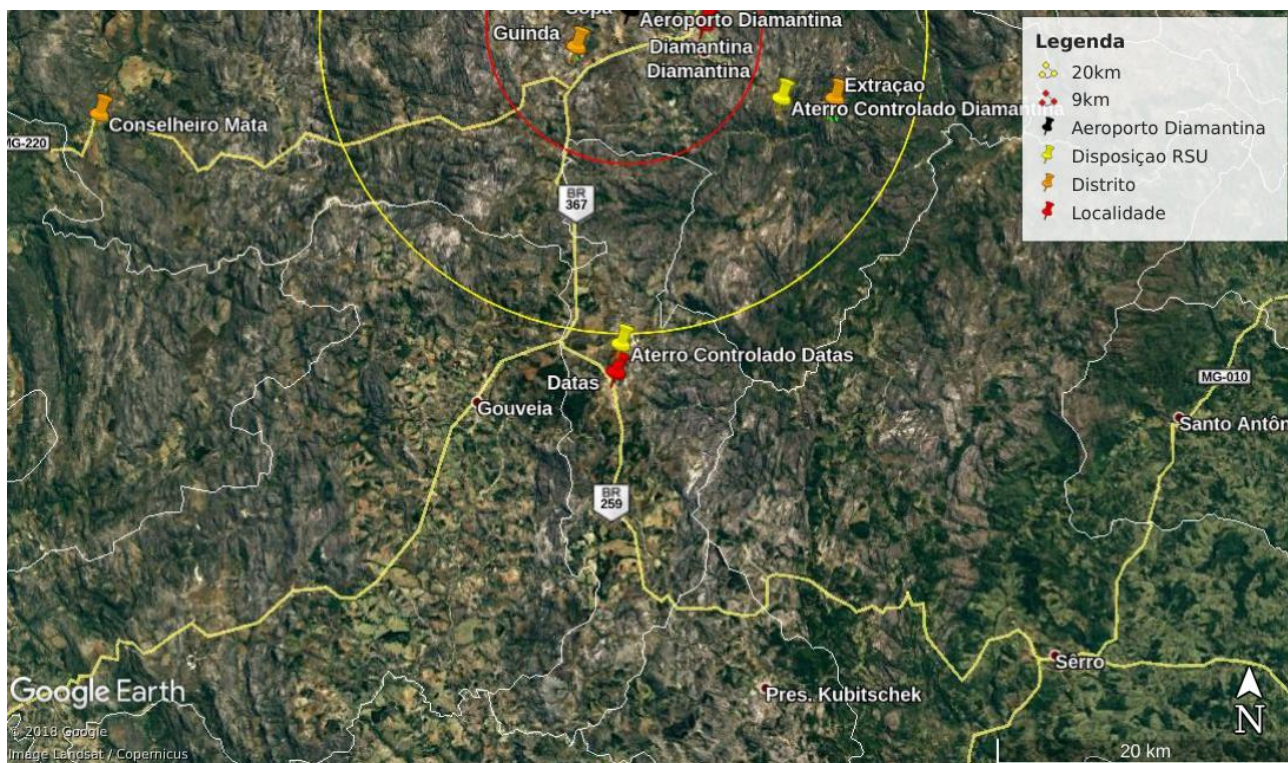 Sopa
Aeroporto Diamantina
Guinda
Diamantina
Diamantina
Extraçao
Aterro Controlado Diamantina
Conselheiro Mata
MG-220
BR
367
Legenda
20km
9km
Aeroporto Diamantina
Disposiçao RSU
Distrito
Localidade
Aterro Controlado Datas
Datas
Gouveia
MG-010
Santo Antôn
BR
259
Sêrro
Pres. Kubitschek
Google Earth
© 2018 Google
Image Landsat / Copernicus
N
20 km